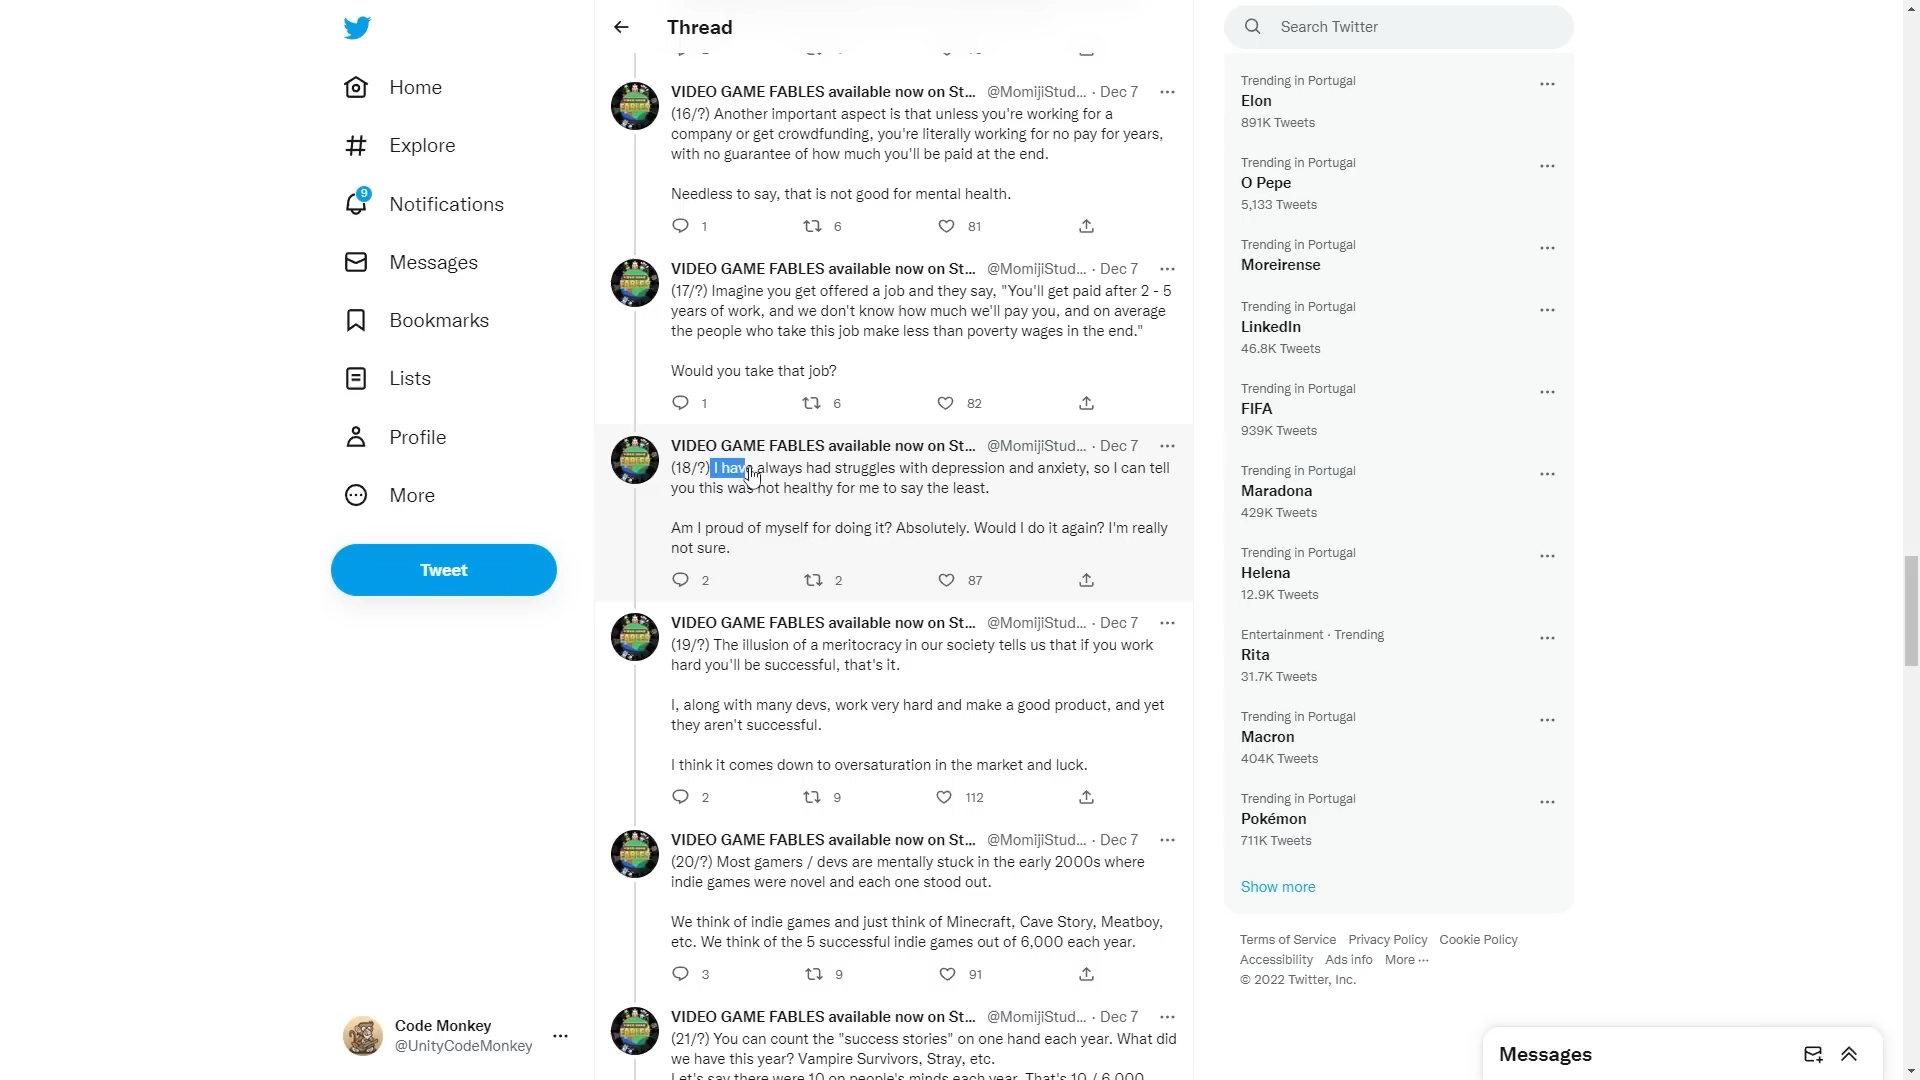 Home
Explore
9
Notifications
Messages
Bookmarks
Lists
Profile
More
Tweet
Code Monkey
@UnityCodeMonkey
Thread
VIDEO GAME FABLES available now on St... @MomijiStud... · Dec 7
(16/?) Another important aspect is that unless you're working for a
company or get crowdfunding, you're literally working for no pay for years,
with no guarantee of how much you'll be paid at the end.
Needless to say, that is not good for mental health.
1 6 81
VIDEO GAME FABLES available now on St... @MomijiStud... · Dec 7
(17/?) Imagine you get offered a job and they say, "You'll get paid after 2 - 5
years of work, and we don't know how much we'll pay you, and on average
the people who take this job make less than poverty wages in the end."
Would you take that job?
1 6 82
VIDEO GAME FABLES available now on St... @MomijiStud... · Dec 7
(18/?) I have always had struggles with depression and anxiety, so I can tell
you this was not healthy for me to say the least.
Am I proud of myself for doing it? Absolutely. Would I do it again? I'm really
not sure.
2 2 87
VIDEO GAME FABLES available now on St... @MomijiStud... · Dec 7
(19/?) The illusion of a meritocracy in our society tells us that if you work
hard you'll be successful, that's it.
I, along with many devs, work very hard and make a good product, and yet
they aren't successful.
I think it comes down to oversaturation in the market and luck.
2 9 112
VIDEO GAME FABLES available now on St... @MomijiStud... · Dec 7
(20/?) Most gamers / devs are mentally stuck in the early 2000s where
indie games were novel and each one stood out.
We think of indie games and just think of Minecraft, Cave Story, Meatboy,
etc. We think of the 5 successful indie games out of 6,000 each year.
3 9 91
VIDEO GAME FABLES available now on St... @MomijiStud... · Dec 7
(21/?) You can count the "success stories" on one hand each year. What did
we have this year? Vampire Survivors, Stray, etc.
Let's say there were 10 on people's minds each year. That's 10 / 6,000
Search Twitter
Trending in Portugal
Elon
891K Tweets
Trending in Portugal
O Pepe
5,133 Tweets
Trending in Portugal
Moreirense
Trending in Portugal
LinkedIn
46.8K Tweets
Trending in Portugal
FIFA
939K Tweets
Trending in Portugal
Maradona
429K Tweets
Trending in Portugal
Helena
12.9K Tweets
Entertainment · Trending
Rita
31.7K Tweets
Trending in Portugal
Macron
404K Tweets
Trending in Portugal
Pokémon
711K Tweets
Show more
Terms of Service Privacy Policy Cookie Policy
Accessibility Ads info More ...
© 2022 Twitter, Inc.
Messages